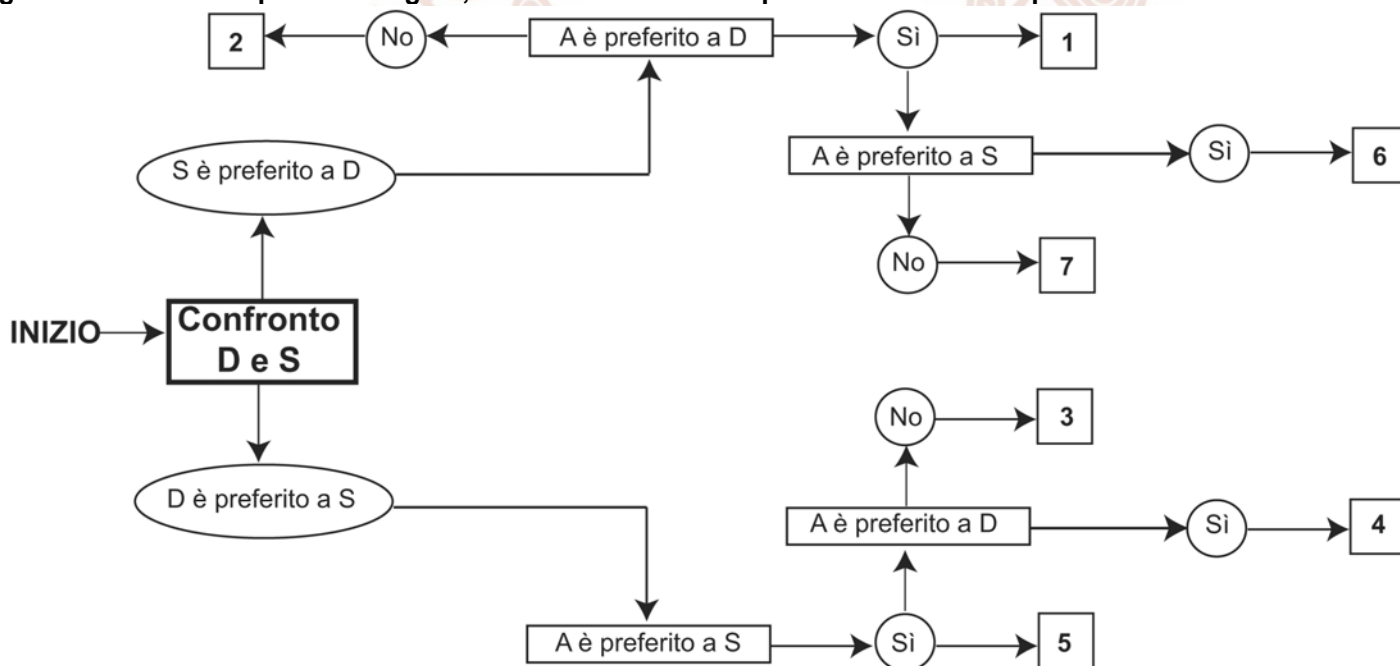 2
No
A è preferito a D
Sì
1
A è preferito a S
Sì
6
S è preferito a D
No
7
INIZIO
Confronto
D e S
No
3
D è preferito a S
A è preferito a D
Sì
4
A è preferito a S
Sì
5